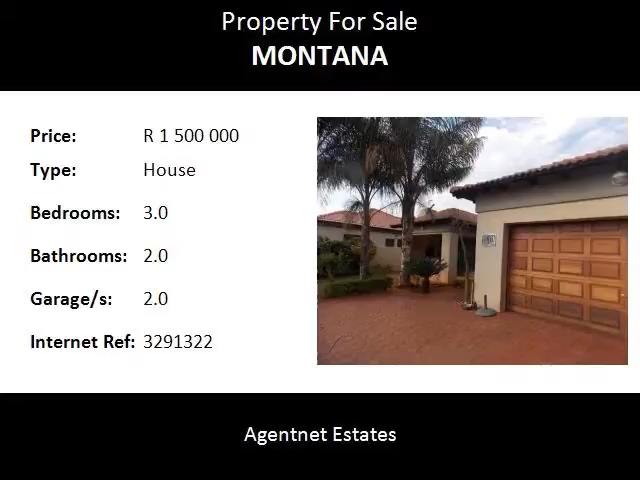 Property For Sale
MONTANA
Price: R 1 500 000
Type: House
Bedrooms: 3.0
Bathrooms: 2.0
Garage/s: 2.0
Internet Ref: 3291322
Agentnet Estates